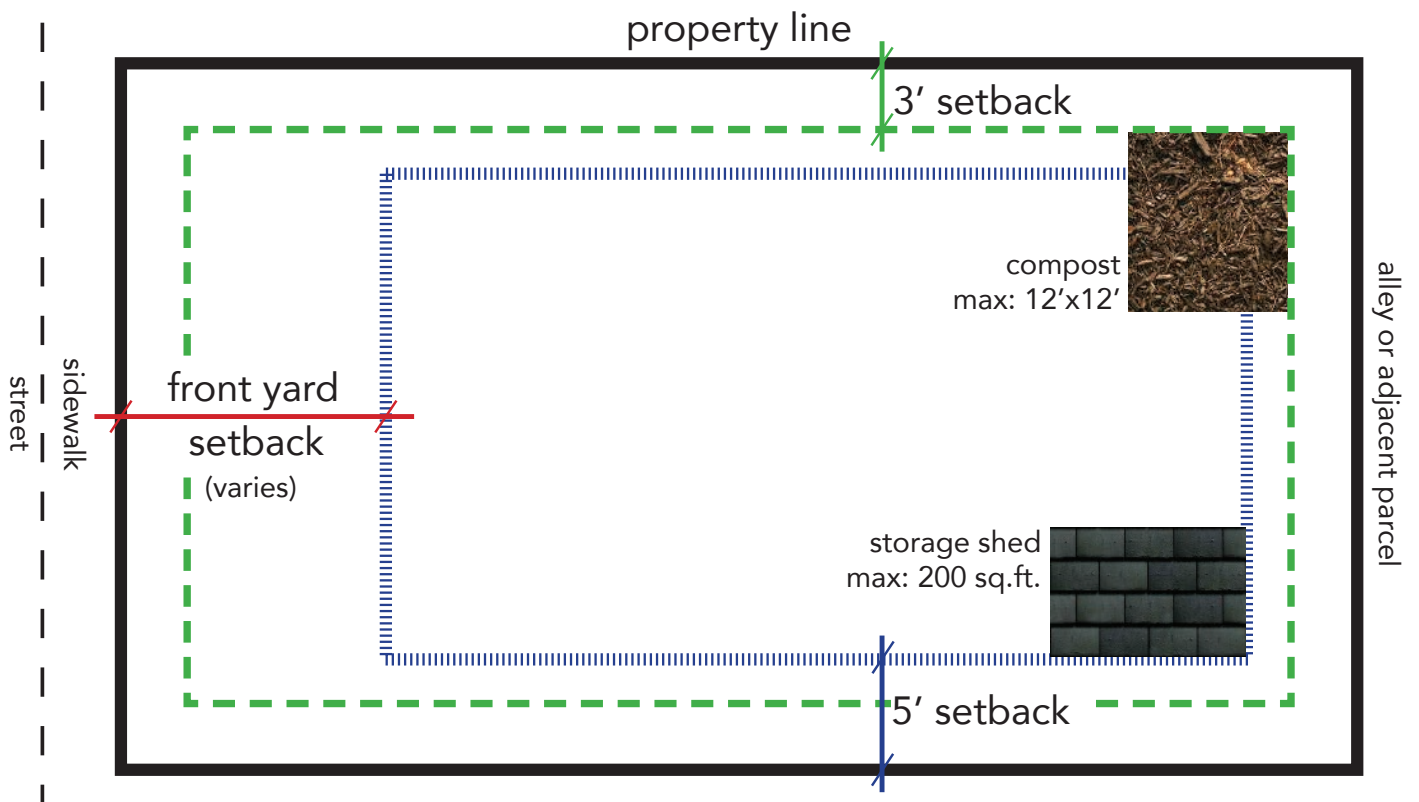 property line
3’ setback
compost
max: 12’x12’
front yard
setback
(varies)
street
sidewalk
alley or adjacent parcel
storage shed
max: 200 sq.ft.
5’ setback